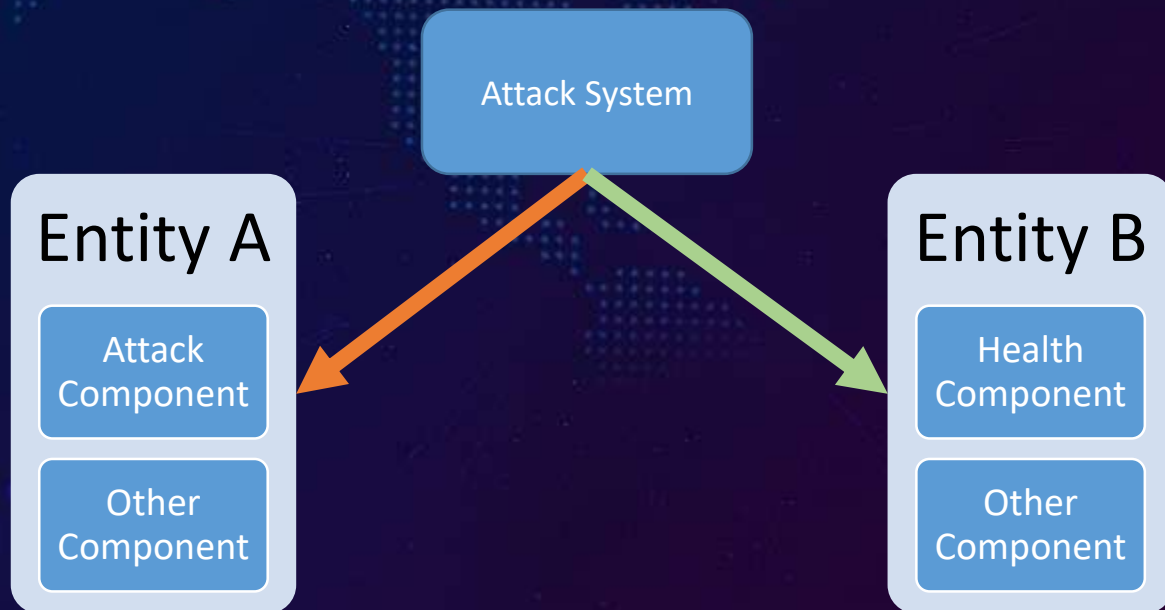 Attack System
Entity A
Attack
Component
Other
Component
Entity B
Health
Component
Other
Component